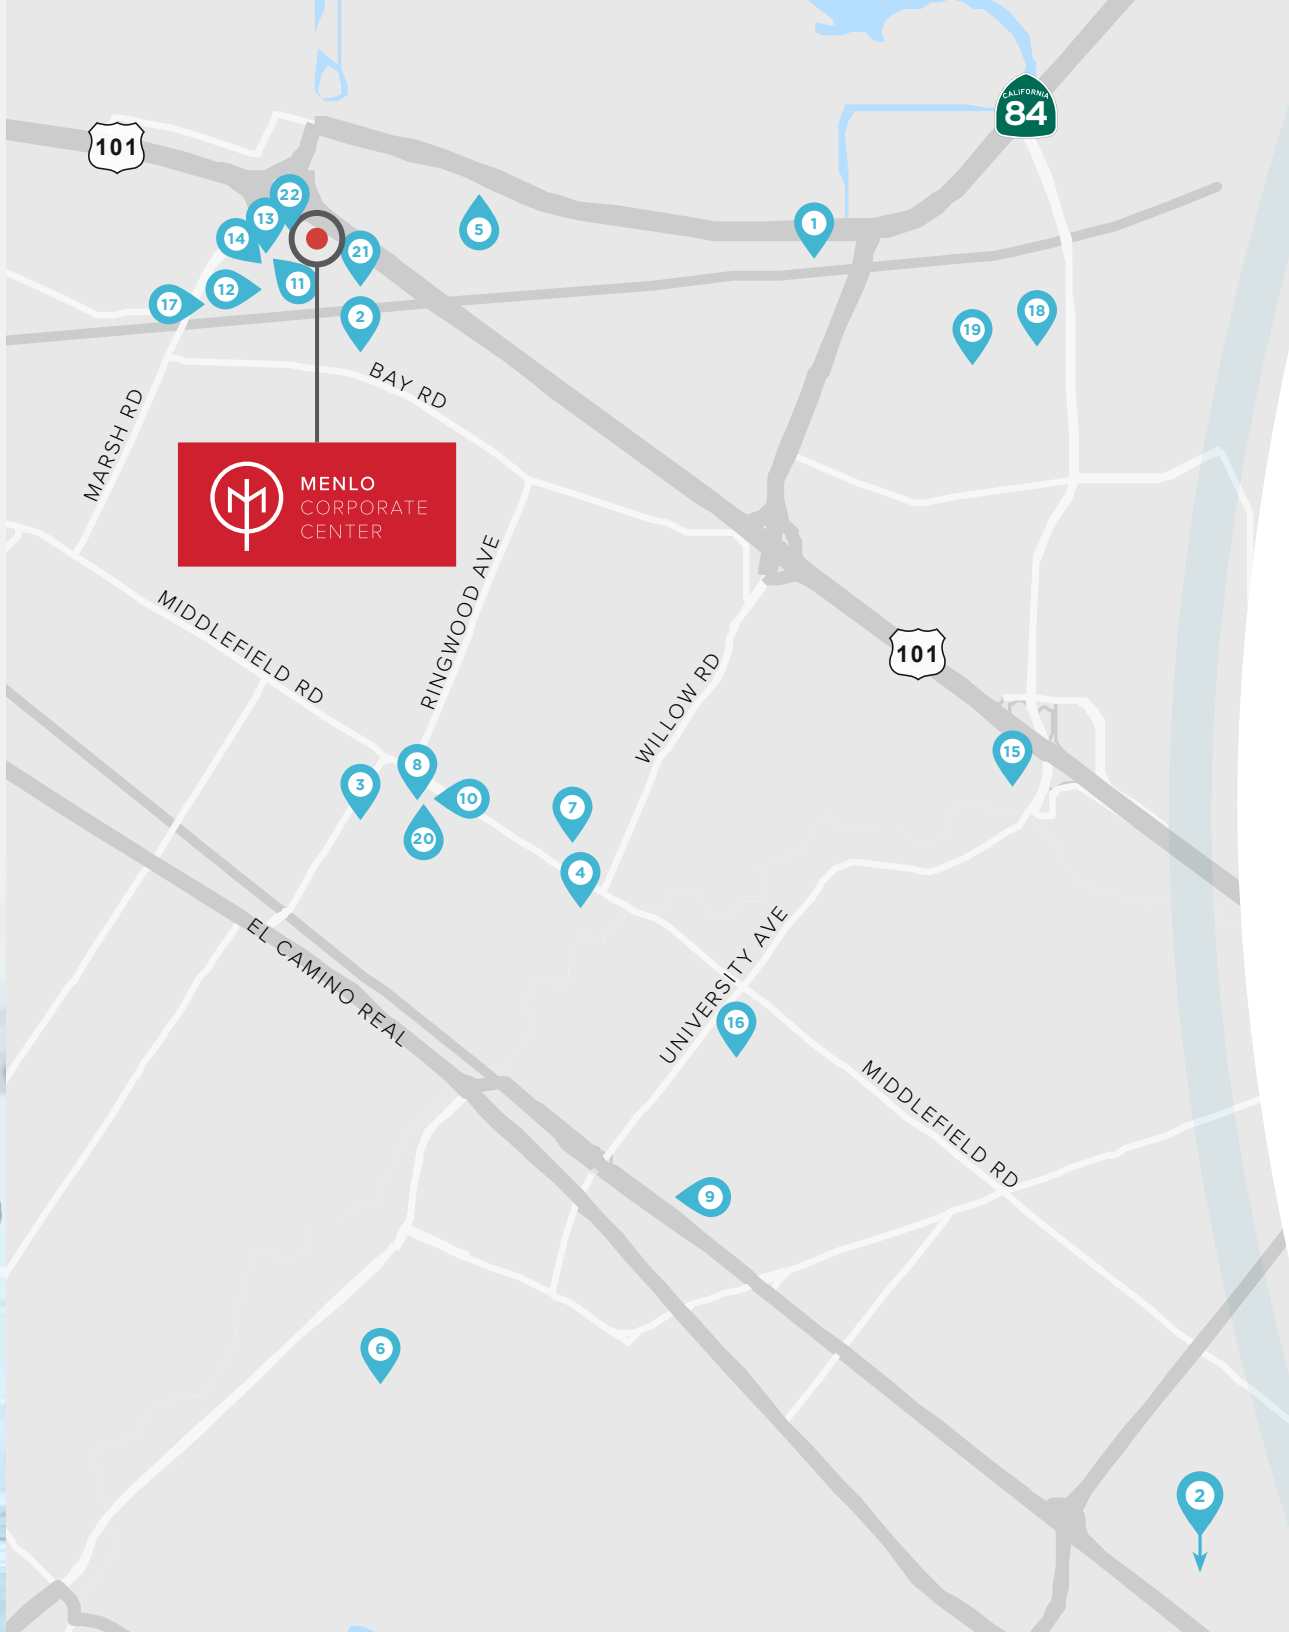 CALIFORNIA
84
101
22
13
14
5
1
21
11
12
17
2
18
19
BAY RD
MARSH RD
MENLO
CORPORATE
CENTER
RINGWOOD AVE
MIDDLEFIELD RD
WILLOW RD
101
15
8
3
10
7
20
4
EL CAMINO REAL
UNIVERSITY AVE
16
MIDDLEFIELD RD
9
6
2